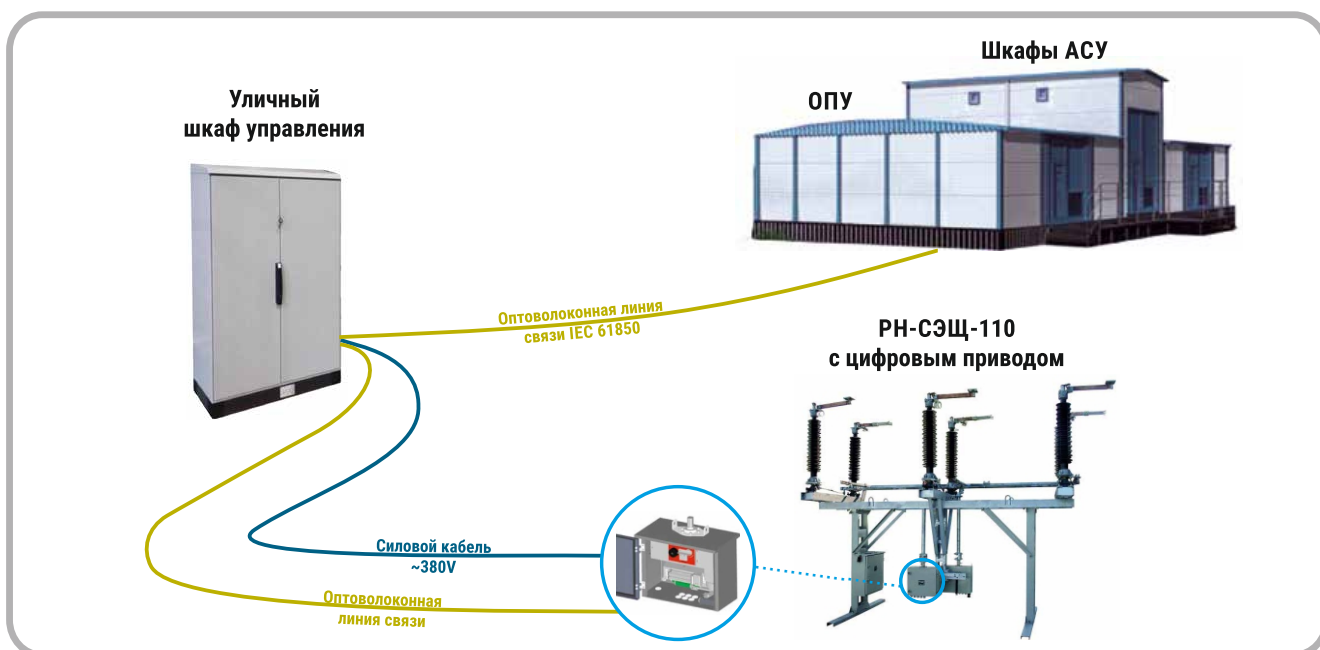 Шкафы АСУ
ОПУ
Уличный
шкаф управления
Оптоволоконная линия
связи IEC 61850
РН-СЭЩ-110
с цифровым приводом
Силовой кабель
~380V
Оптоволоконная
линия связи